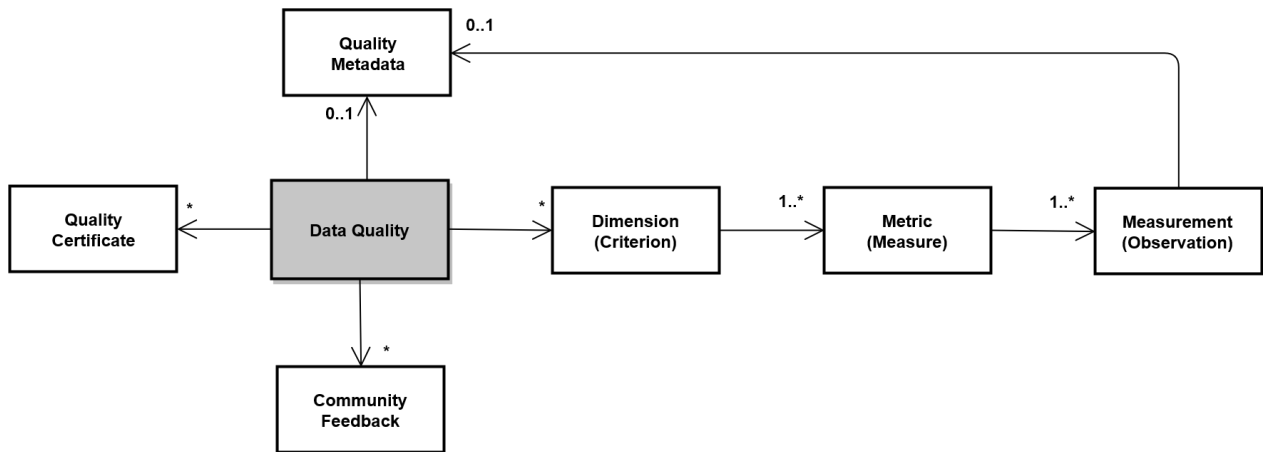 Quality
Metadata
0..1
0..1
Quality
Certificate
*
Data Quality
*
Dimension
(Criterion)
1..*
Metric
(Measure)
1..*
Measurement
(Observation)
*
Community
Feedback